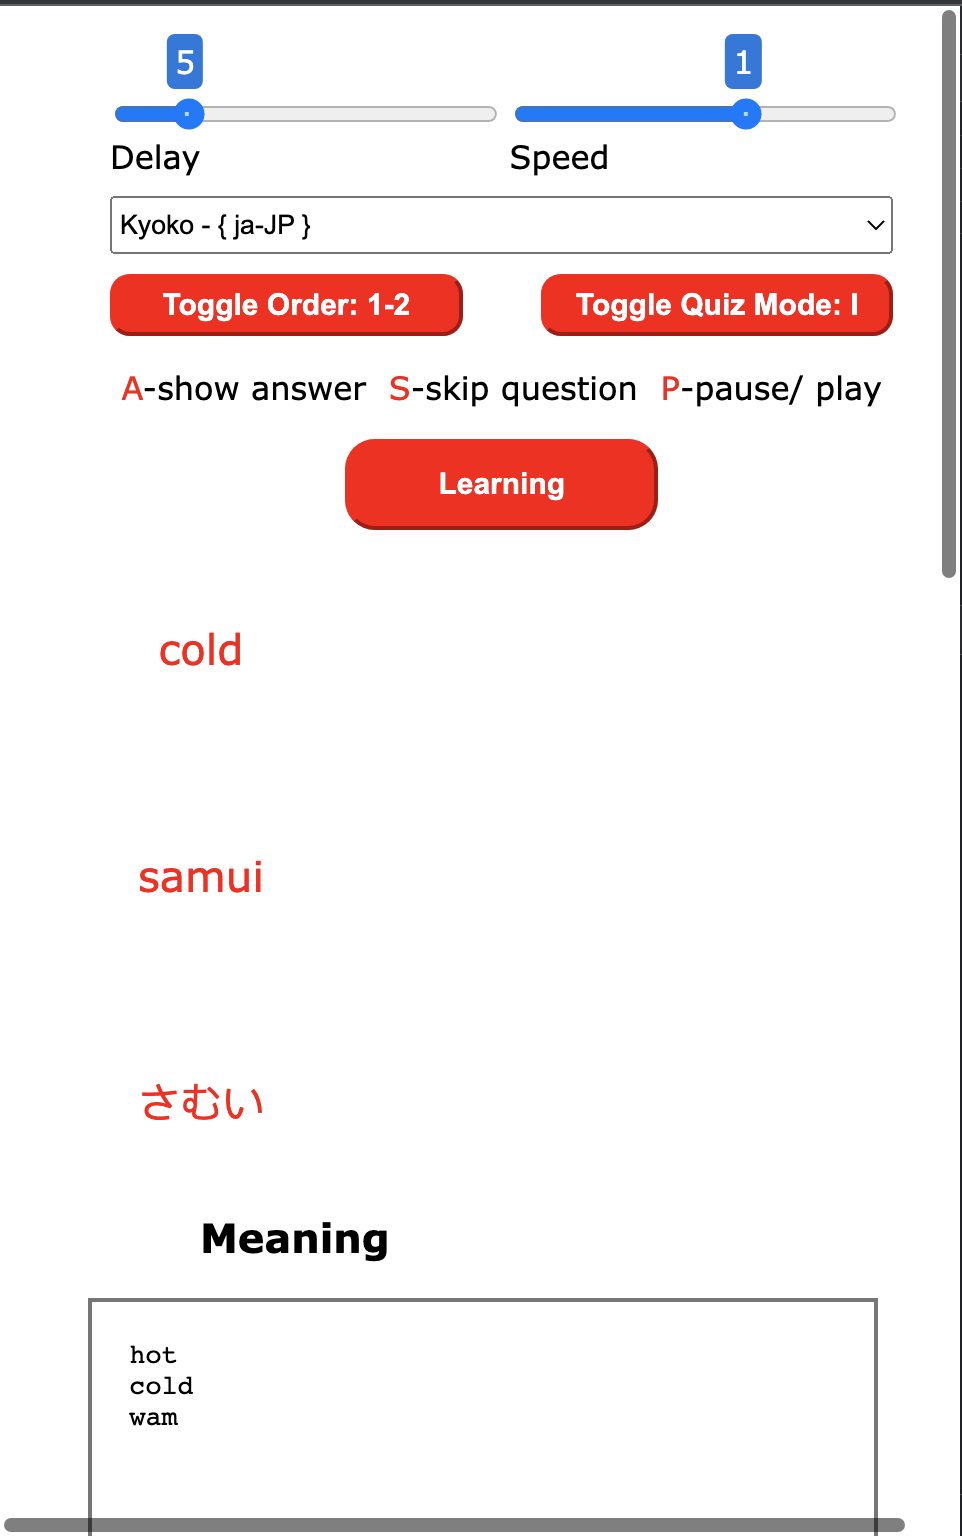 5 1
Delay Speed
Kyoko - { ja-JP }
Toggle Order: 1-2 Toggle Quiz Mode: I
A-show answer S-skip question P-pause/ play
Learning
cold
samui
さむい
Meaning
hot
cold
wam